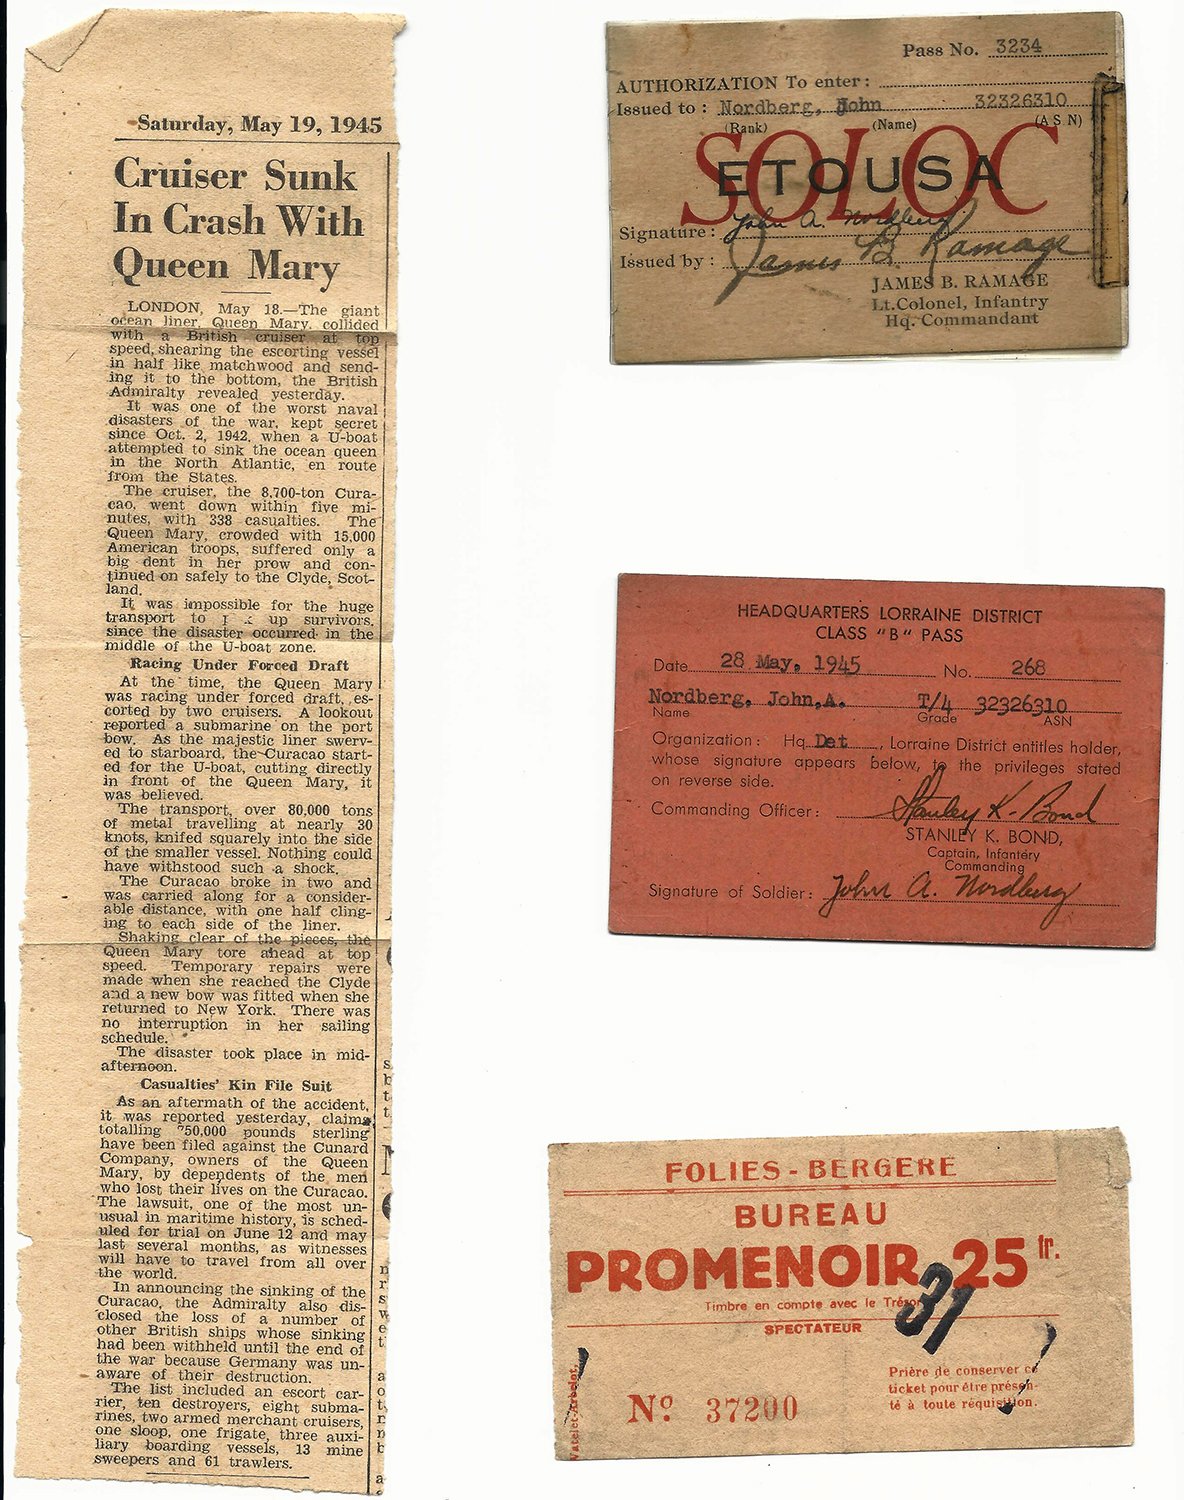 Saturday, May 19, 1945
Cruiser Sunk
In Crash With
Queen Mary
LONDON, May 18.—The giant
ocean liner, Queen Mary, collided
with a British cruiser at top
speed, shearing the escorting vessel
in half like matchwood and send-
ing it to the bottom, the British
Admiralty revealed yesterday.
It was one of the worst naval
disasters of the war, kept secret
since Oct. 2, 1942, when a U-boat
attempted to sink the ocean queen
in the North Atlantic, en route
from the States.
The cruiser, the 8,700-ton Cura-
cao, went down within five mi-
nutes, with 338 casualties. The
Queen Mary, crowded with 15,000
American troops, suffered only a
big dent in her prow and con-
tinued on safely to the Clyde, Scot-
land.
It was impossible for the huge
transport to up survivors,
since the disaster occurred in the
middle of the U-boat zone.
Racing Under Forced Draft
At the time, the Queen Mary
was racing under forced draft, es-
corted by two cruisers. A lookout
reported a submarine on the port
bow. As the majestic liner swerv-
ed to starboard, the Curacao start-
ed for the U-boat, cutting directly
in front of the Queen Mary, it
was believed.
The transport, over 80,000 tons
of metal travelling at nearly 30
knots, knifed squarely into the side
of the smaller vessel. Nothing could
have withstood such a shock.
The Curacao broke in two and
was carried along for a consider-
able distance, with one half cling-
ing to each side of the liner.
Shaking clear of the pieces, the
Queen Mary tore ahead at top
speed. Temporary repairs were
made when she reached the Clyde
and a new bow was fitted when she
returned to New York. There was
no interruption in her sailing
schedule.
The disaster took place in mid-
afternoon.
Casualties' Kin File Suit
As an aftermath of the accident,
it was reported yesterday, claims
totalling 750,000 pounds sterling
have been filed against the Cunard
Company, owners of the Queen
Mary, by dependents of the men
who lost their lives on the Curacao.
The lawsuit, one of the most un-
usual in maritime history, is sched-
uled for trial on June 12 and may
last several months, as witnesses
will have to travel from all over
the world.
In announcing the sinking of the
Curacao, the Admiralty also dis-
closed the loss of a number of
other British ships whose sinking
had been withheld until the end of
the war because Germany was un-
aware of their destruction.
The list included an escort car-
rier, ten destroyers, eight subma-
rines, two armed merchant cruisers,
one sloop, one frigate, three auxi-
liary boarding vessels, 13 mine
sweepers and 61 trawlers.
Pass No. 3234
AUTHORIZATION To enter :
Issued to : Nordberg, John 32326310
(Rank) (Name) (A S N)
SOLOC
ETOUSA
Signature : John A. Nordberg
Issued by : James B. Ramage
JAMES B. RAMAGE
Lt.Colonel, Infantry
Hq. Commandant
HEADQUARTERS LORRAINE DISTRICT
CLASS "B" PASS
Date 28 May, 1945 No. 268
Nordberg, John,A. T/4 32326310
Name Grade ASN
Organization: Hq Det , Lorraine District entitles holder,
whose signature appears below, to the privileges stated
on reverse side.
Commanding Officer: Stanley K. Bond
STANLEY K. BOND,
Captain, Infantery
Commanding
Signature of Soldier: John A. Nordberg
FOLIES-BERGERE
BUREAU
PROMENOIR 25 fr.
31
Timbre en compte avec le Trésor
SPECTATEUR
Prière de conserver ce
ticket pour être présen-
té à toute réquisition.
Nº 37200